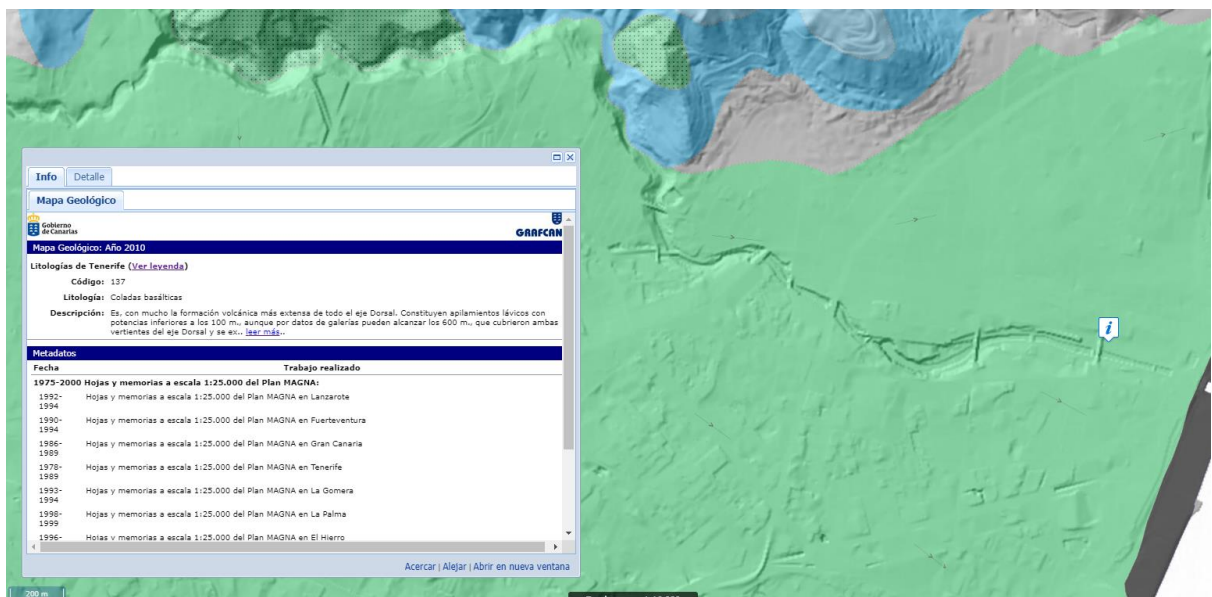 Info Detalle
Mapa Geológico
Gobierno
de Canarias
GRAFCAN
Mapa Geológico: Año 2010
Litologías de Tenerife (Ver leyenda)
Código: 137
Litología: Coladas basálticas
Descripción: Es, con mucho la formación volcánica más extensa de todo el eje Dorsal. Constituyen apilamientos lávicos con
potencias inferiores a los 100 m., aunque por datos de galerías pueden alcanzar los 600 m., que cubrieron ambas
vertientes del eje Dorsal y se ex.. leer más..
Metadatos
Fecha Trabajo realizado
1975-2000 Hojas y memorias a escala 1:25.000 del Plan MAGNA:
1992-
1994 Hojas y memorias a escala 1:25.000 del Plan MAGNA en Lanzarote
1990-
1994 Hojas y memorias a escala 1:25.000 del Plan MAGNA en Fuerteventura
1986-
1989 Hojas y memorias a escala 1:25.000 del Plan MAGNA en Gran Canaria
1978-
1989 Hojas y memorias a escala 1:25.000 del Plan MAGNA en Tenerife
1993-
1994 Hojas y memorias a escala 1:25.000 del Plan MAGNA en La Gomera
1998-
1999 Hojas y memorias a escala 1:25.000 del Plan MAGNA en La Palma
1996- Hojas y memorias a escala 1:25.000 del Plan MAGNA en El Hierro
Acercar | Alejar | Abrir en nueva ventana
i
200 m